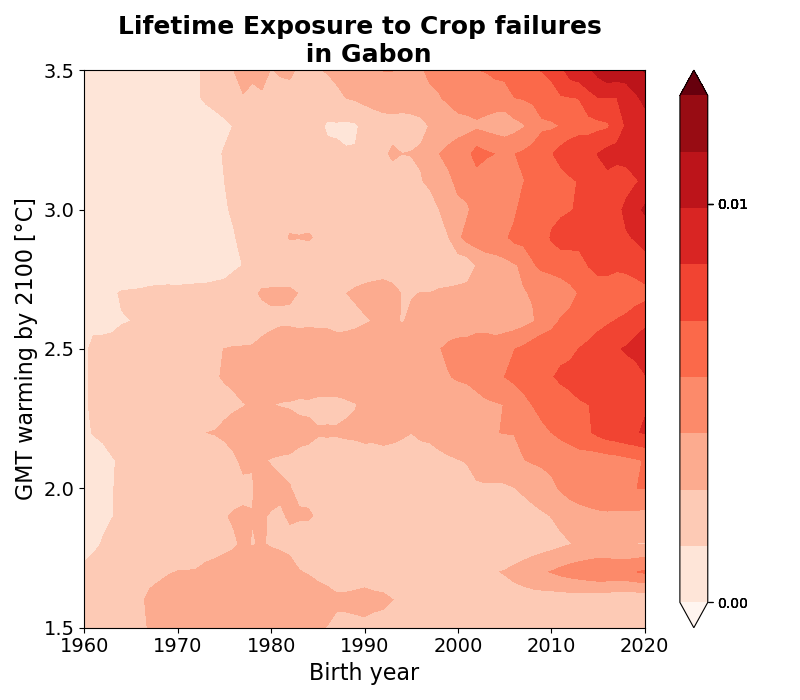 Lifetime Exposure to Crop failures
in Gabon
GMT warming by 2100 [°C]
3.5
3.0
2.5
2.0
1.5
1960 1970 1980 1990 2000 2010 2020
Birth year
0.01
0.00